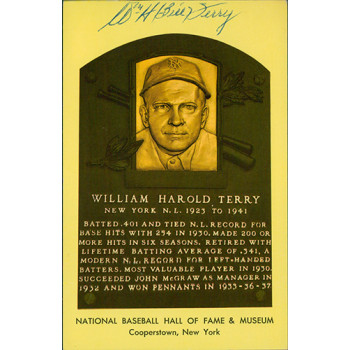 Wm H "Bill" Terry
WILLIAM HAROLD TERRY
NEW YORK N.L. 1923 TO 1941
BATTED .401 AND TIED N.L. RECORD FOR
BASE HITS WITH 254 IN 1930. MADE 200 OR
MORE HITS IN SIX SEASONS. RETIRED WITH
LIFETIME BATTING AVERAGE OF .341, A
MODERN N.L. RECORD FOR LEFT-HANDED
BATTERS. MOST VALUABLE PLAYER IN 1930.
SUCCEEDED JOHN McGRAW AS MANAGER IN
1932 AND WON PENNANTS IN 1933-36-37
NATIONAL BASEBALL HALL OF FAME & MUSEUM
Cooperstown, New York